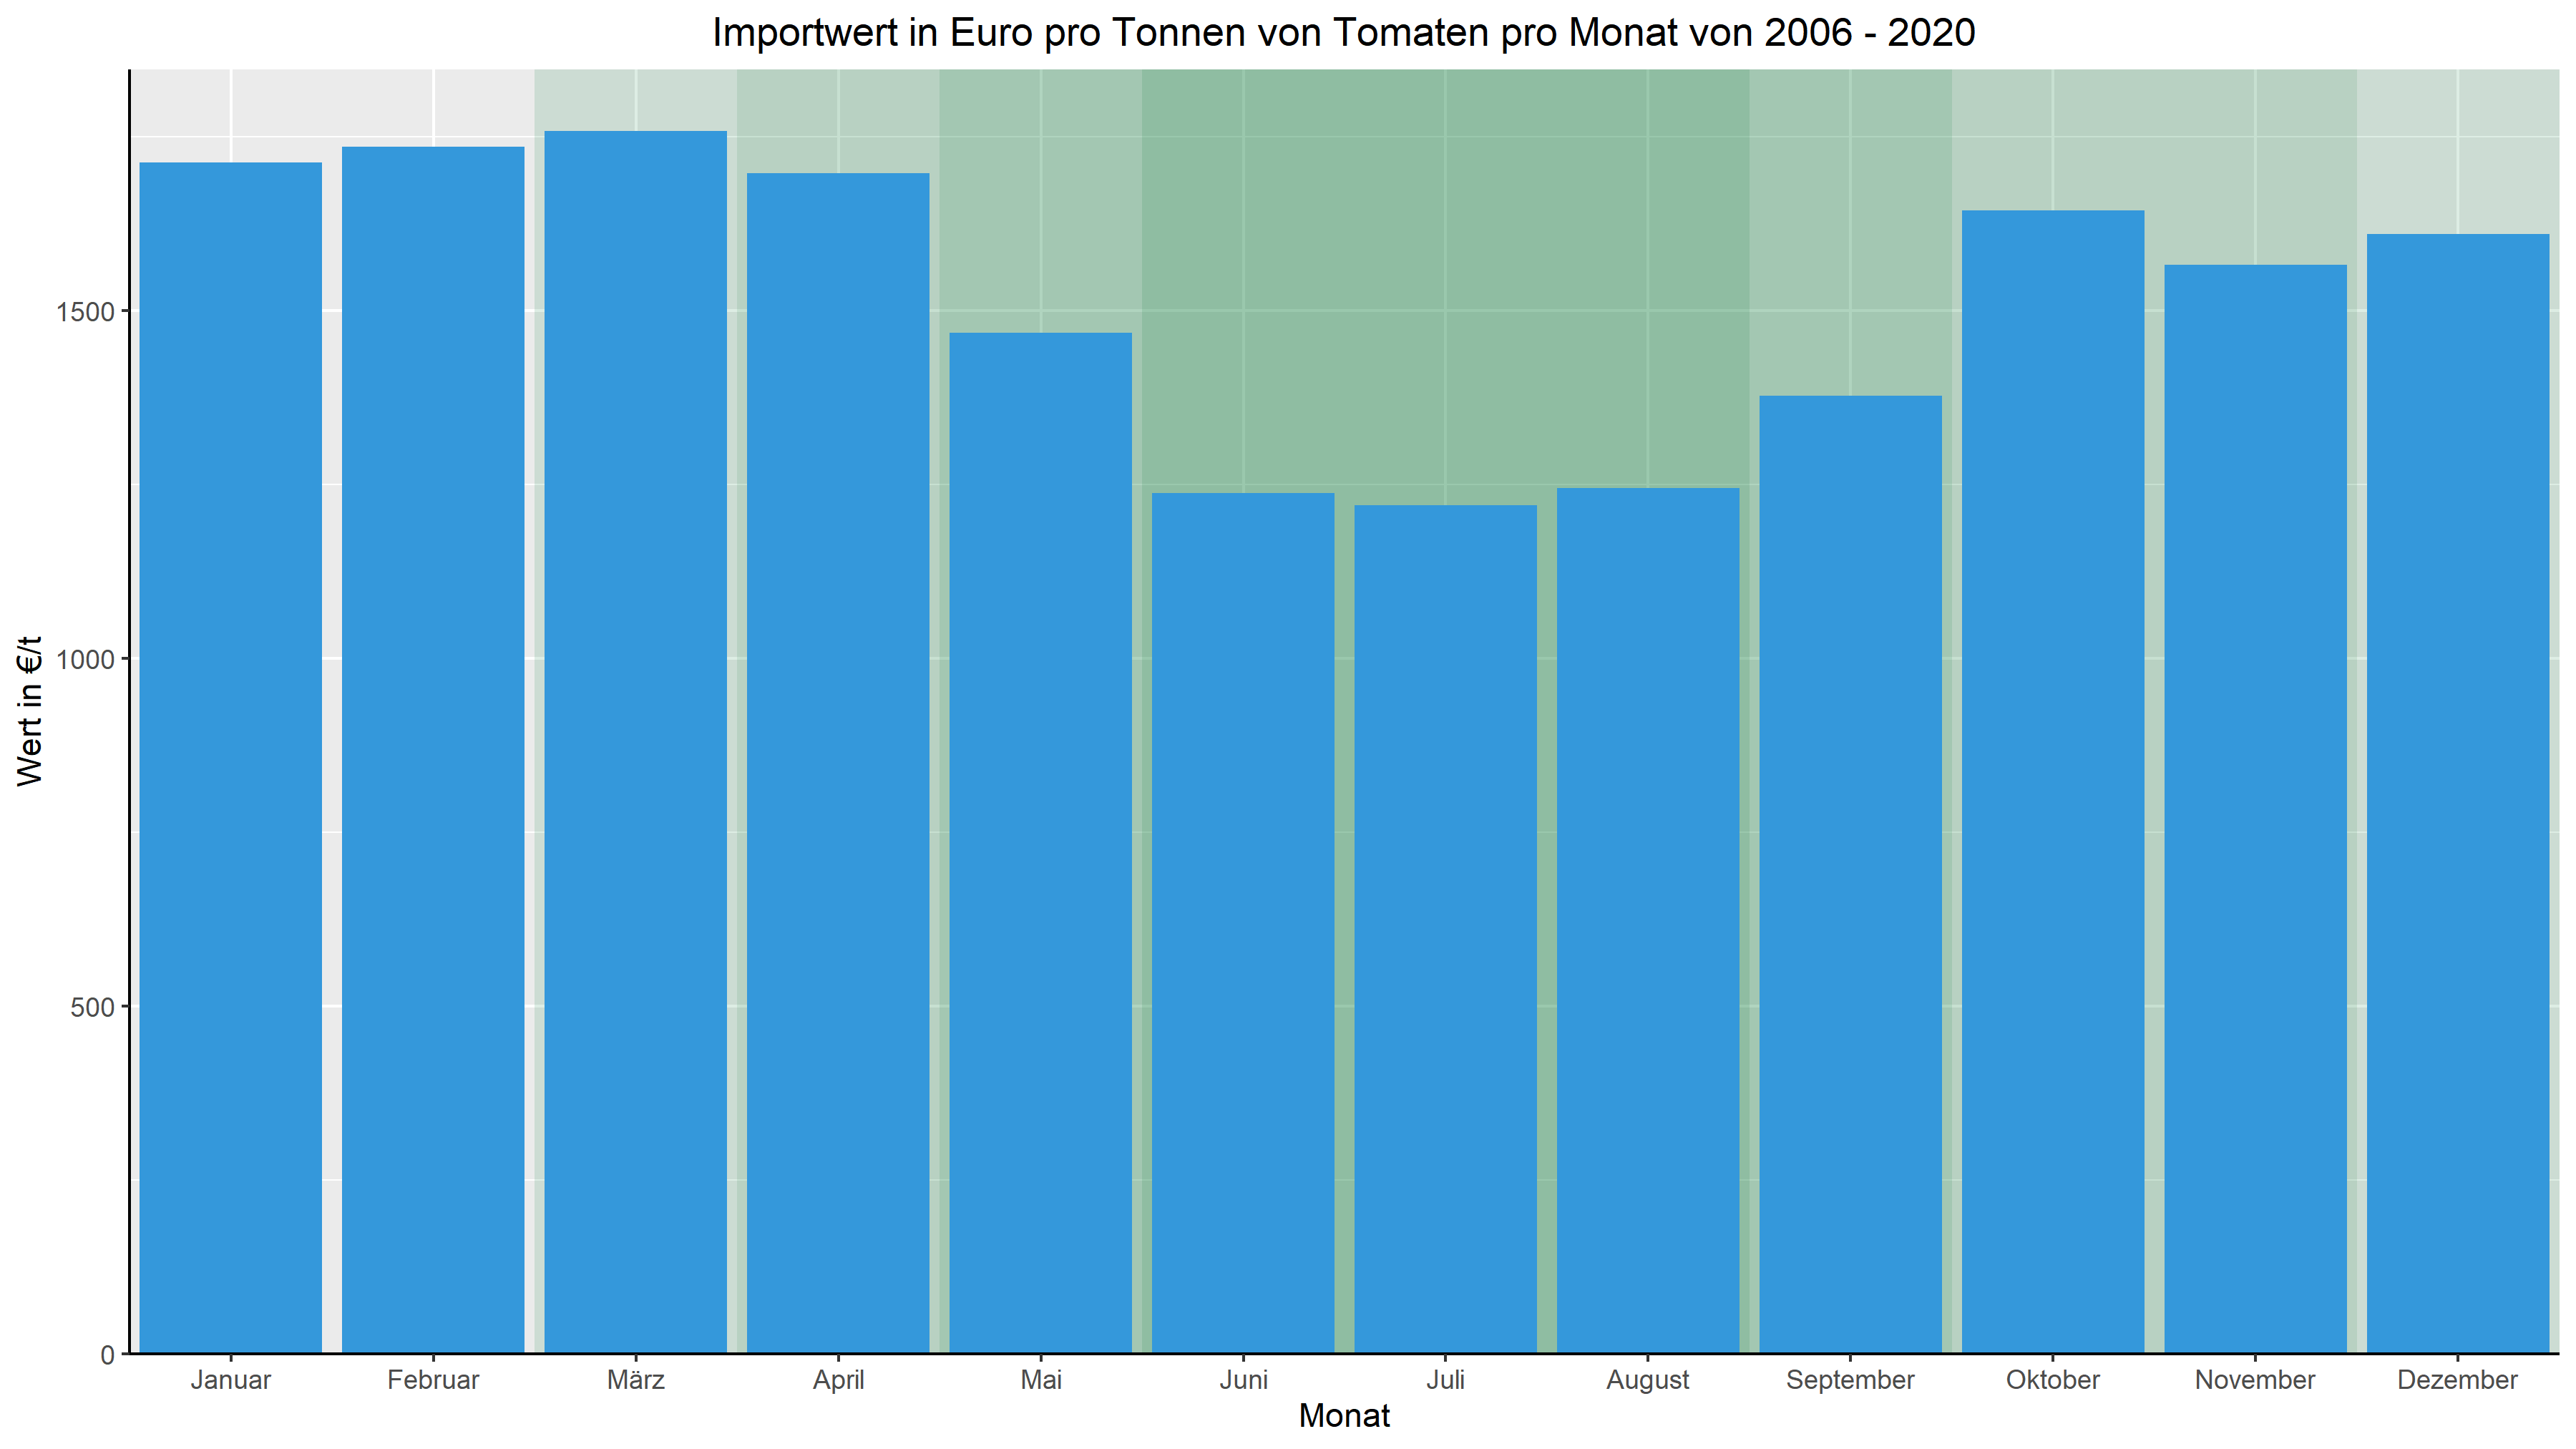 Importwert in Euro pro Tonnen von Tomaten pro Monat von 2006 - 2020
Wert in €/t
1500
1000
500
0
Januar Februar März April Mai Juni Juli August September Oktober November Dezember
Monat